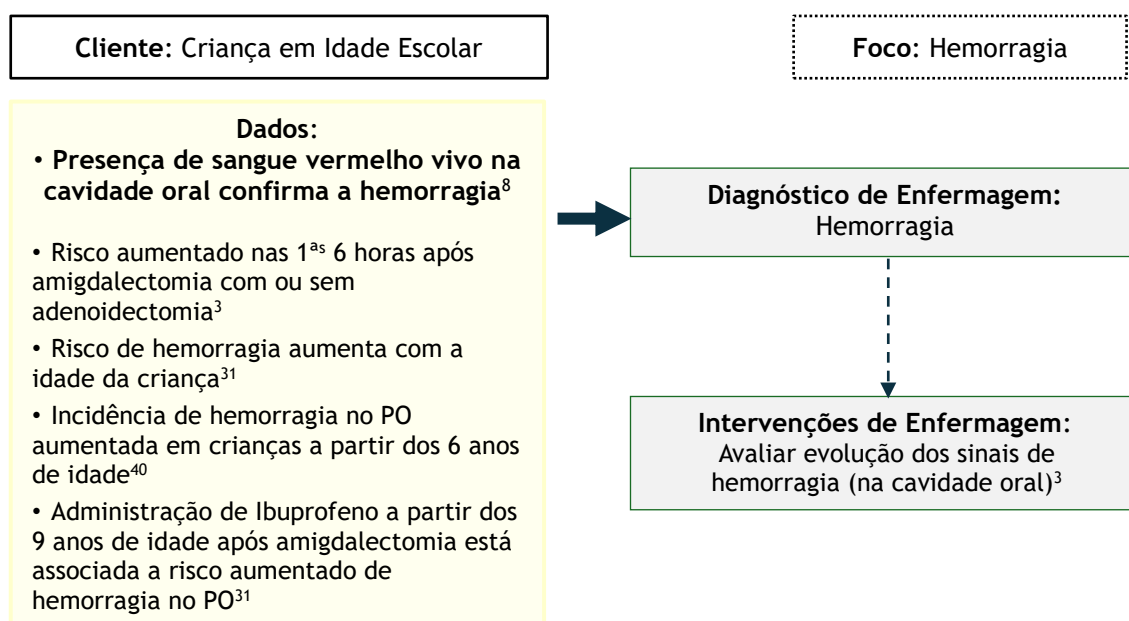 Cliente: Criança em Idade Escolar
Foco: Hemorragia
Dados:
• Presença de sangue vermelho vivo na
cavidade oral confirma a hemorragia⁸
• Risco aumentado nas 1ªˢ 6 horas após
amigdalectomia com ou sem
adenoidectomia³
• Risco de hemorragia aumenta com a
idade da criança³¹
• Incidência de hemorragia no PO
aumentada em crianças a partir dos 6 anos
de idade⁴⁰
• Administração de Ibuprofeno a partir dos
9 anos de idade após amigdalectomia está
associada a risco aumentado de
hemorragia no PO³¹
Diagnóstico de Enfermagem:
Hemorragia
Intervenções de Enfermagem:
Avaliar evolução dos sinais de
hemorragia (na cavidade oral)³